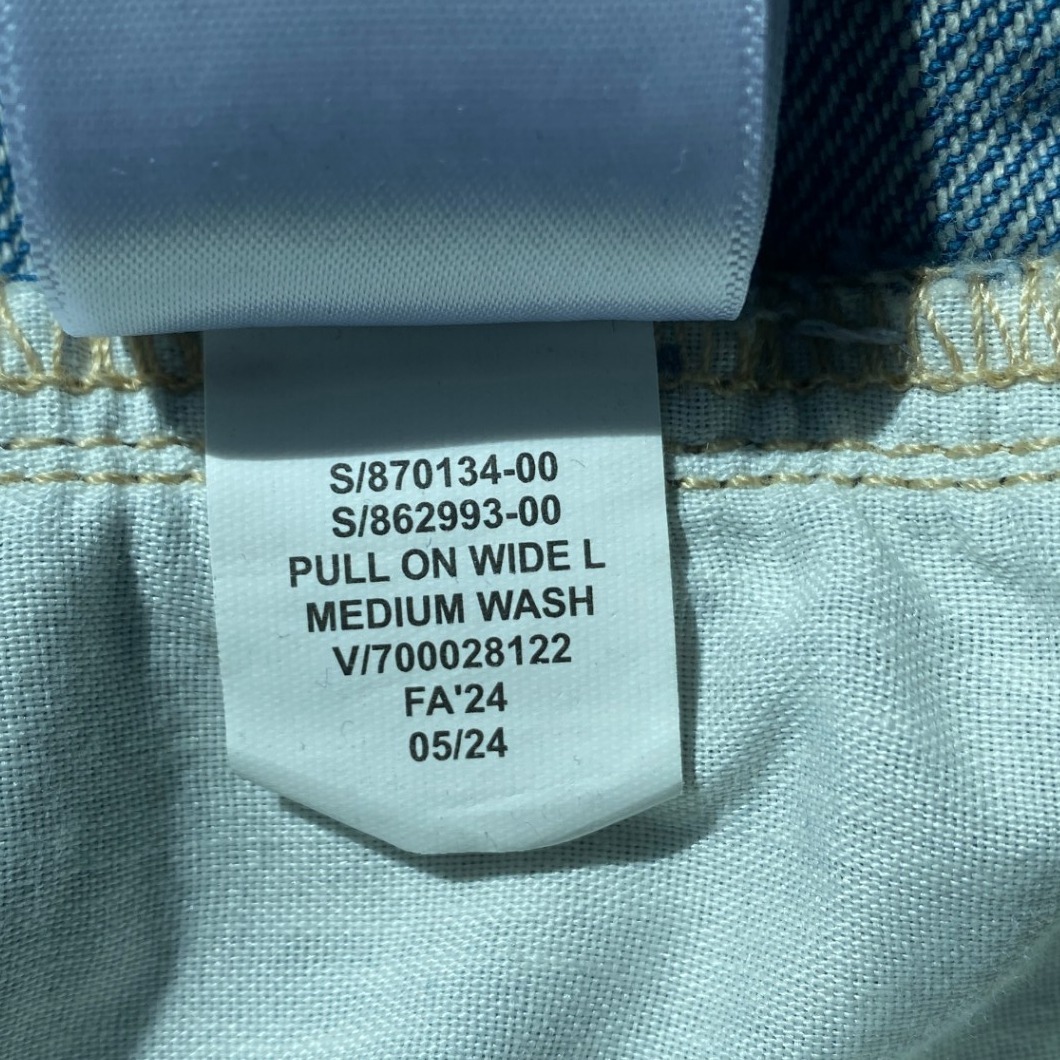 S/870134-00
S/862993-00
PULL ON WIDE L
MEDIUM WASH
V/700028122
FA'24
05/24